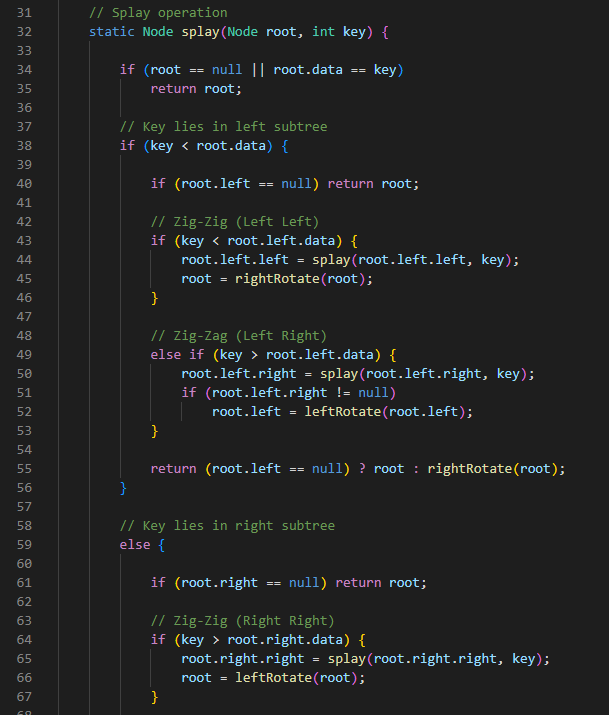 31 // Splay operation
32 static Node splay(Node root, int key) {
33
34 if (root == null || root.data == key)
35 return root;
36
37 // Key lies in left subtree
38 if (key < root.data) {
39
40 if (root.left == null) return root;
41
42 // Zig-Zig (Left Left)
43 if (key < root.left.data) {
44 root.left.left = splay(root.left.left, key);
45 root = rightRotate(root);
46 }
47
48 // Zig-Zag (Left Right)
49 else if (key > root.left.data) {
50 root.left.right = splay(root.left.right, key);
51 if (root.left.right != null)
52 root.left = leftRotate(root.left);
53 }
54
55 return (root.left == null) ? root : rightRotate(root);
56 }
57
58 // Key lies in right subtree
59 else {
60
61 if (root.right == null) return root;
62
63 // Zig-Zig (Right Right)
64 if (key > root.right.data) {
65 root.right.right = splay(root.right.right, key);
66 root = leftRotate(root);
67 }
68